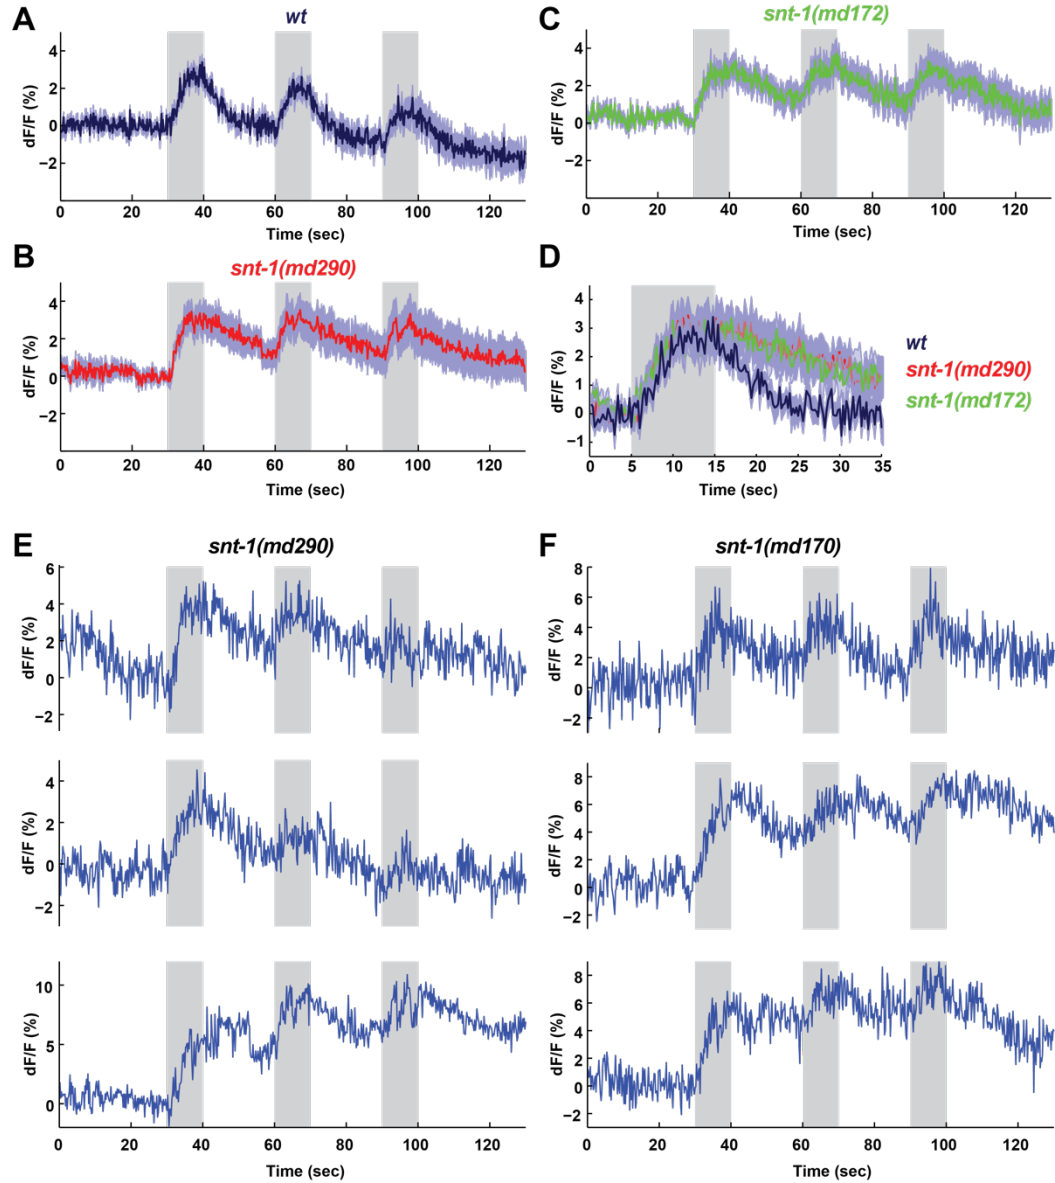 A
wt
dF/F (%)
4
2
0
−2
0 20 40 60 80 100 120
Time (sec)
C
snt-1(md172)
dF/F (%)
4
2
0
−2
0 20 40 60 80 100 120
Time (sec)
B
snt-1(md290)
dF/F (%)
4
2
0
−2
0 20 40 60 80 100 120
Time (sec)
D
dF/F (%)
4
3
2
1
0
−1
0 5 10 15 20 25 30 35
Time (sec)
wt
snt-1(md290)
snt-1(md172)
E
snt-1(md290)
dF/F (%)
6
4
2
0
−2
dF/F (%)
4
2
0
−2
dF/F (%)
10
5
0
0 20 40 60 80 100 120
Time (sec)
F
snt-1(md170)
dF/F (%)
8
6
4
2
0
−2
dF/F (%)
8
6
4
2
0
−2
dF/F (%)
8
6
4
2
0
−2
0 20 40 60 80 100 120
Time (sec)